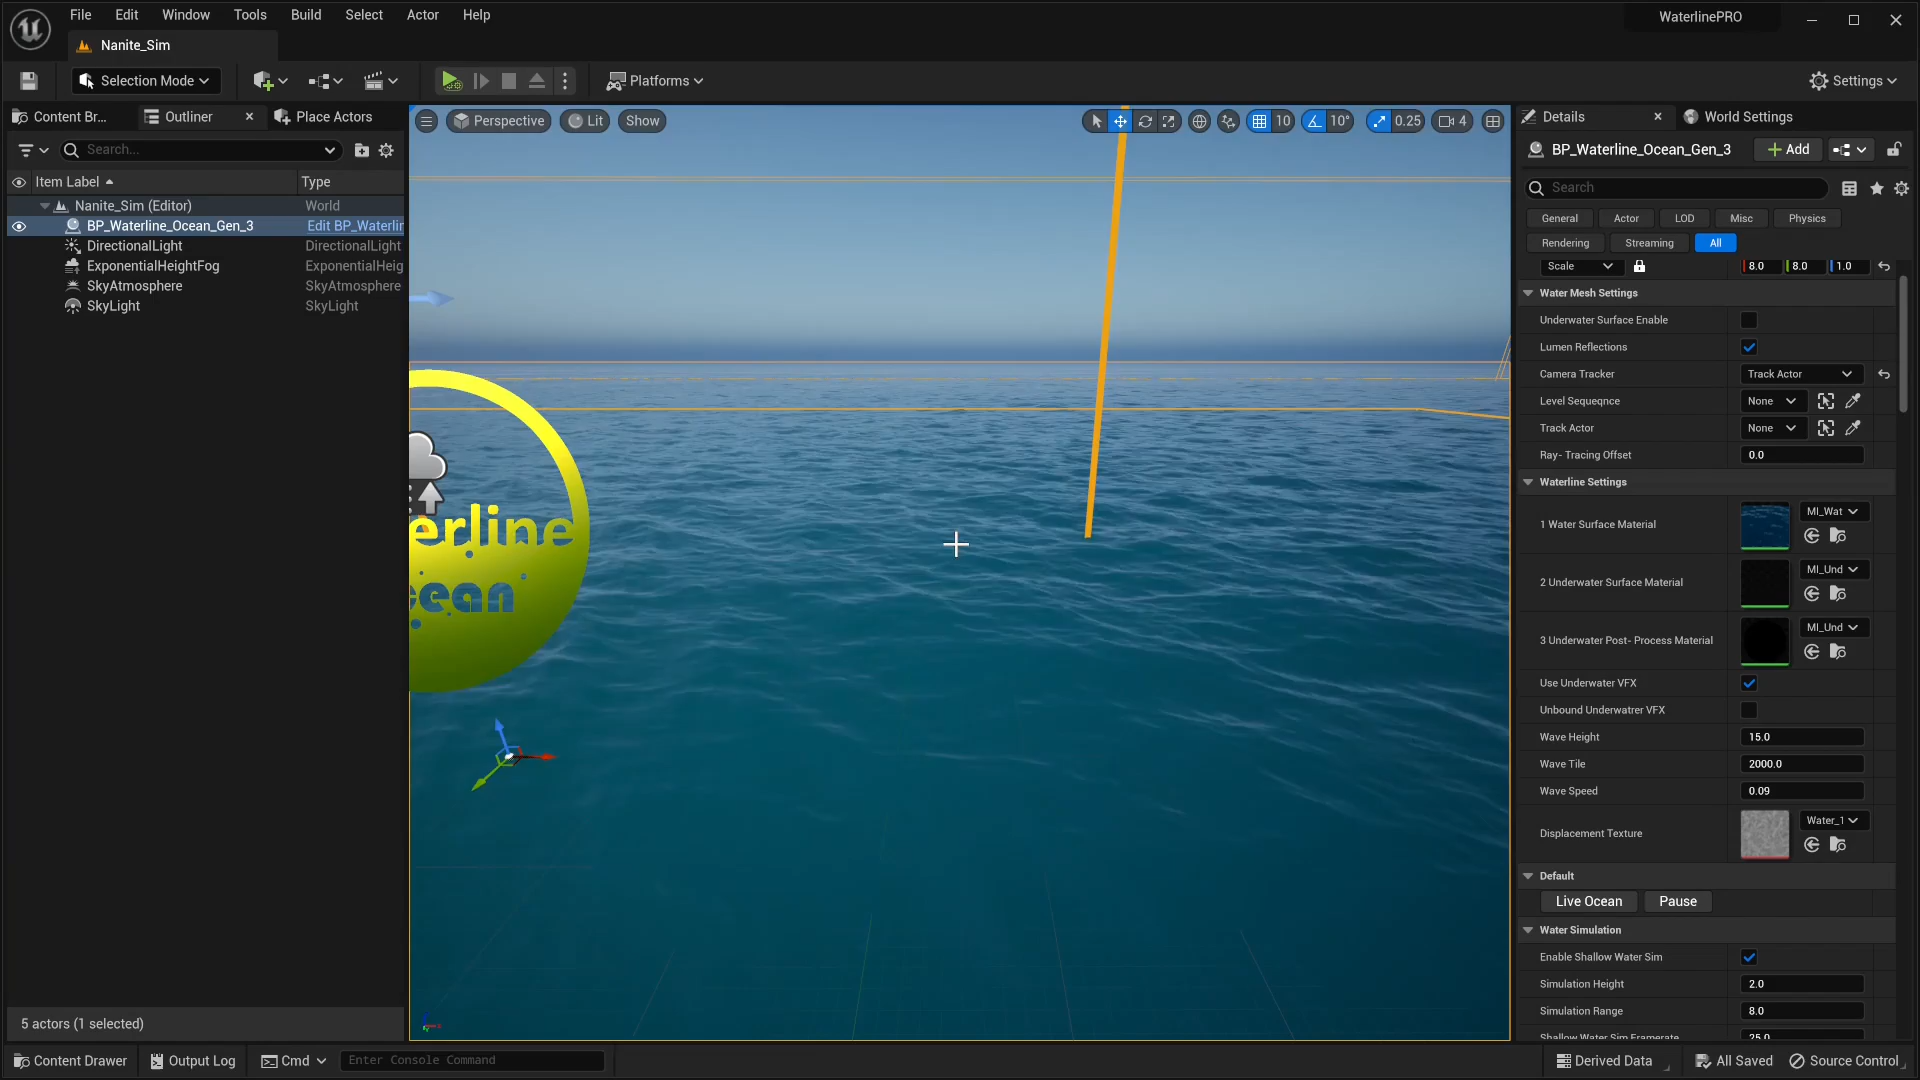 File Edit Window Tools Build Select Actor Help
WaterlinePRO
Nanite_Sim
Selection Mode
Platforms
Settings
Content Br...
Outliner
Place Actors
Perspective
Lit
Show
10
10°
0.25
4
Details
World Settings
Search...
Item Label
Type
Nanite_Sim (Editor)
World
BP_Waterline_Ocean_Gen_3
Edit BP_Waterlin
DirectionalLight
DirectionalLight
ExponentialHeightFog
ExponentialHeig
SkyAtmosphere
SkyAtmosphere
SkyLight
SkyLight
5 actors (1 selected)
erline
ean
BP_Waterline_Ocean_Gen_3
Add
Search
General Actor LOD Misc Physics
Rendering Streaming All
Scale 8.0 8.0 1.0
Water Mesh Settings
Underwater Surface Enable
Lumen Reflections
Camera Tracker Track Actor
Level Sequeqnce None
Track Actor None
Ray- Tracing Offset 0.0
Waterline Settings
1 Water Surface Material MI_Wat
2 Underwater Surface Material MI_Und
3 Underwater Post- Process Material MI_Und
Use Underwater VFX
Unbound Underwatrer VFX
Wave Height 15.0
Wave Tile 2000.0
Wave Speed 0.09
Displacement Texture Water_1
Default
Live Ocean Pause
Water Simulation
Enable Shallow Water Sim
Simulation Height 2.0
Simulation Range 8.0
Shallow Water Sim Framerate 25.0
Content Drawer
Output Log
Cmd
Enter Console Command
Derived Data
All Saved
Source Control